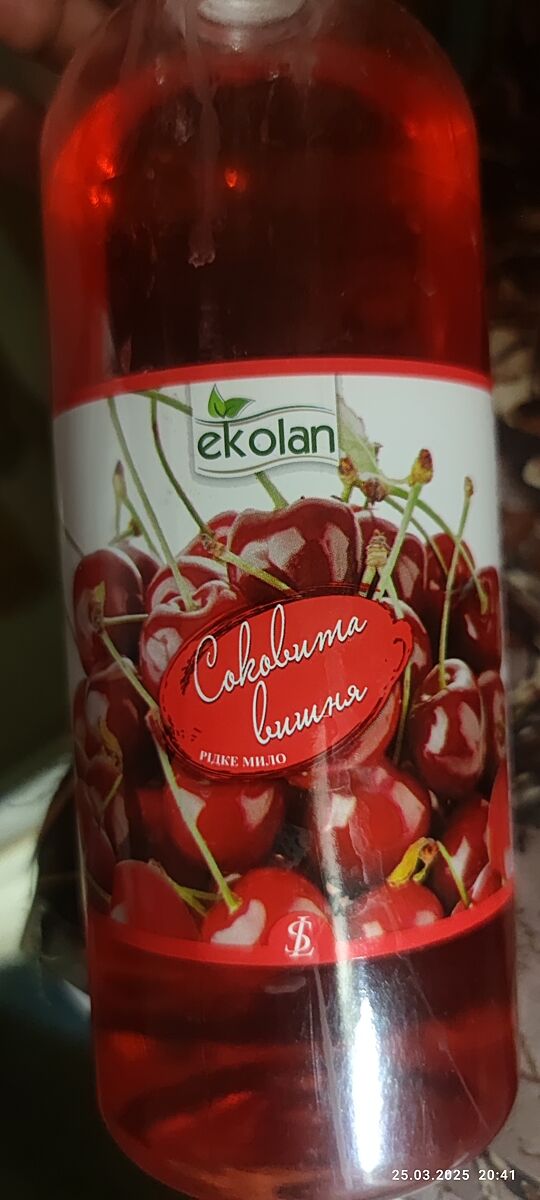 ekolan
Соковита
вишня
РІДКЕ МИЛО
25.03.2025 20:41